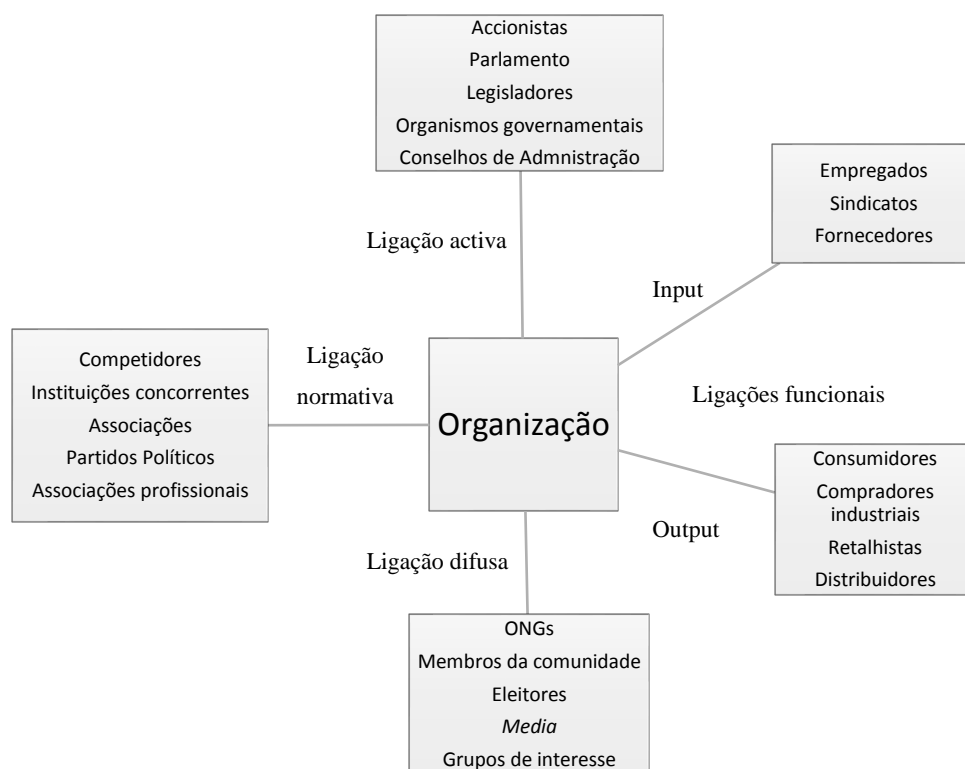 Accionistas
Parlamento
Legisladores
Organismos governamentais
Conselhos de Admnistração
Empregados
Sindicatos
Fornecedores
Ligação activa
Input
Competidores
Instituições concorrentes
Associações
Partidos Políticos
Associações profissionais
Ligação
normativa
Organização
Ligações funcionais
Consumidores
Compradores
industriais
Retalhistas
Distribuidores
Output
Ligação difusa
ONGs
Membros da comunidade
Eleitores
Media
Grupos de interesse